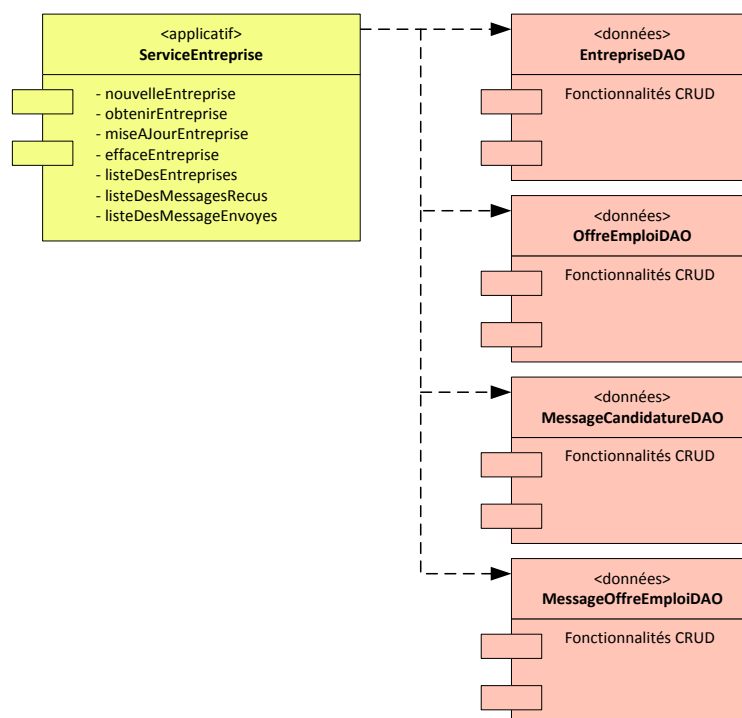 <applicatif>
ServiceEntreprise
- nouvelleEntreprise
- obtenirEntreprise
- miseAJourEntreprise
- effaceEntreprise
- listeDesEntreprises
- listeDesMessagesRecus
- listeDesMessageEnvoyes
<données>
EntrepriseDAO
Fonctionnalités CRUD
<données>
OffreEmploiDAO
Fonctionnalités CRUD
<données>
MessageCandidatureDAO
Fonctionnalités CRUD
<données>
MessageOffreEmploiDAO
Fonctionnalités CRUD